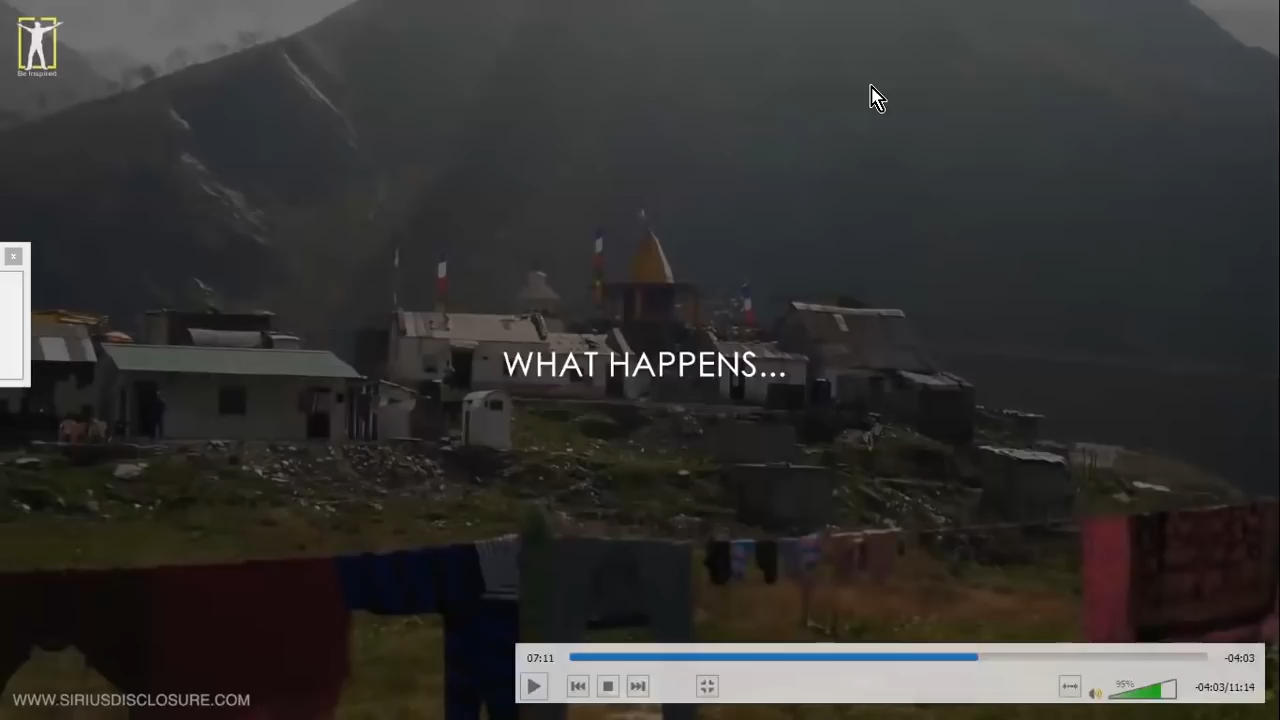 Be Inspired
x
WHAT HAPPENS...
07:11
-04:03
95%
-04:03/11:14
WWW.SIRIUSDISCLOSURE.COM